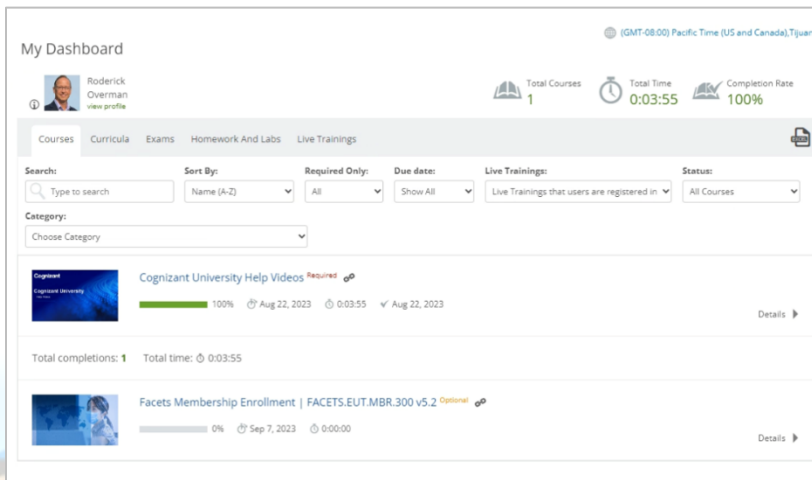 (GMT-08:00) Pacific Time (US and Canada),Tijuan
My Dashboard
Roderick
Overman
view profile
Total Courses
1
Total Time
0:03:55
Completion Rate
100%
Courses Curricula Exams Homework And Labs Live Trainings
EXCEL
Search: Sort By: Required Only: Due date: Live Trainings: Status:
Type to search Name (A-Z) All Show All Live Trainings that users are registered in All Courses
Category:
Choose Category
Cognizant
Cognizant University
Cognizant University Help Videos Required
100% Aug 22, 2023 0:03:55 Aug 22, 2023
Details
Total completions: 1 Total time: 0:03:55
Facets Membership Enrollment | FACETS.EUT.MBR.300 v5.2 Optional
0% Sep 7, 2023 0:00:00
Details